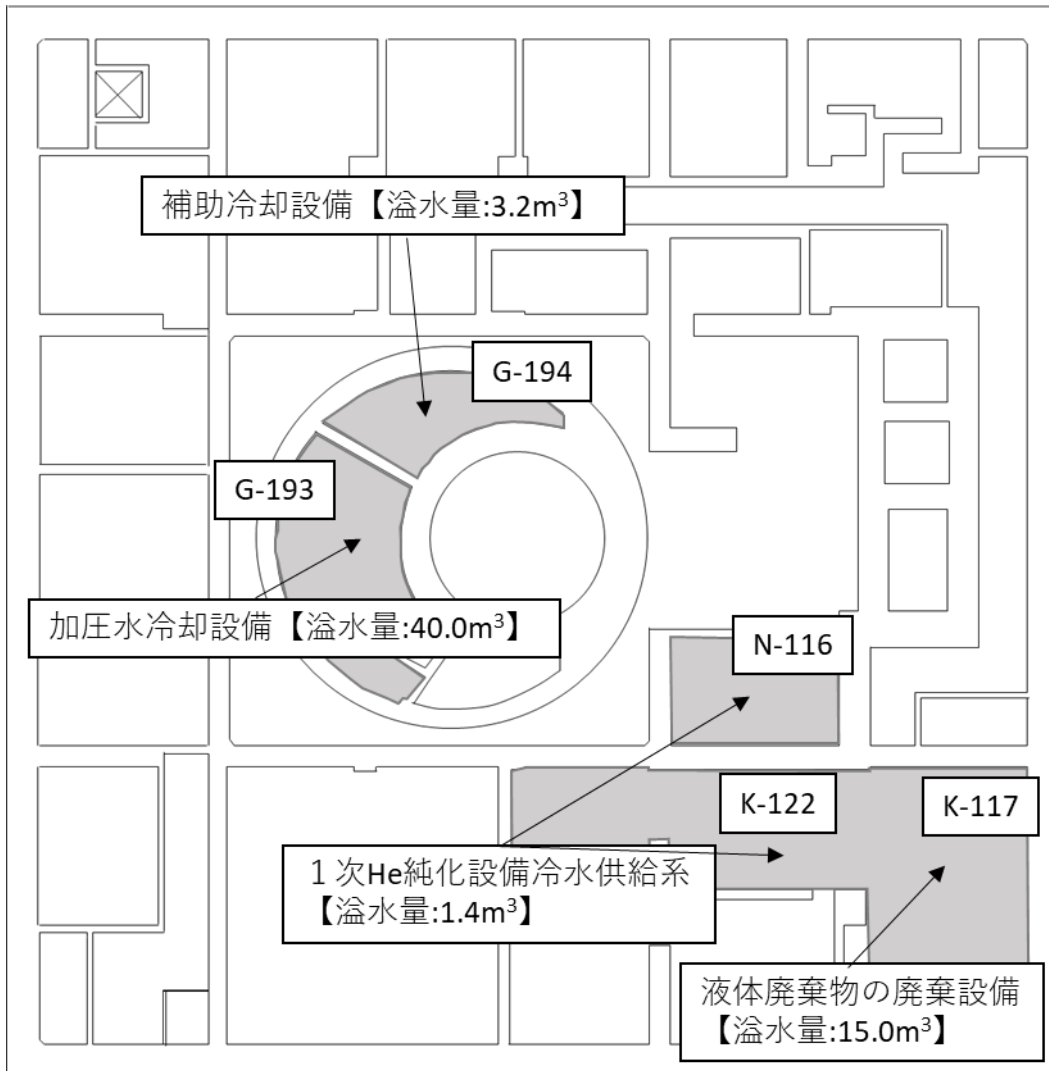 補助冷却設備【溢水量:3.2m³】
G-194
G-193
加圧水冷却設備【溢水量:40.0m³】
N-116
K-122
K-117
１次He純化設備冷水供給系
【溢水量:1.4m³】
液体廃棄物の廃棄設備
【溢水量:15.0m³】